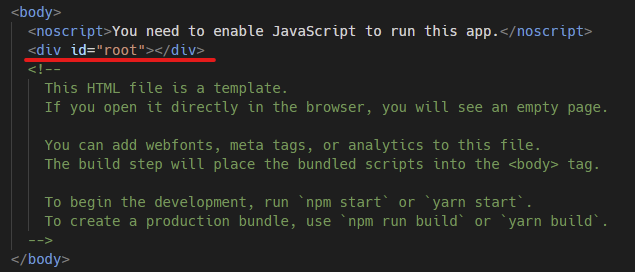 <body>
<noscript>You need to enable JavaScript to run this app.</noscript>
<div id="root"></div>
<!--
This HTML file is a template.
If you open it directly in the browser, you will see an empty page.
You can add webfonts, meta tags, or analytics to this file.
The build step will place the bundled scripts into the <body> tag.
To begin the development, run `npm start` or `yarn start`.
To create a production bundle, use `npm run build` or `yarn build`.
-->
</body>